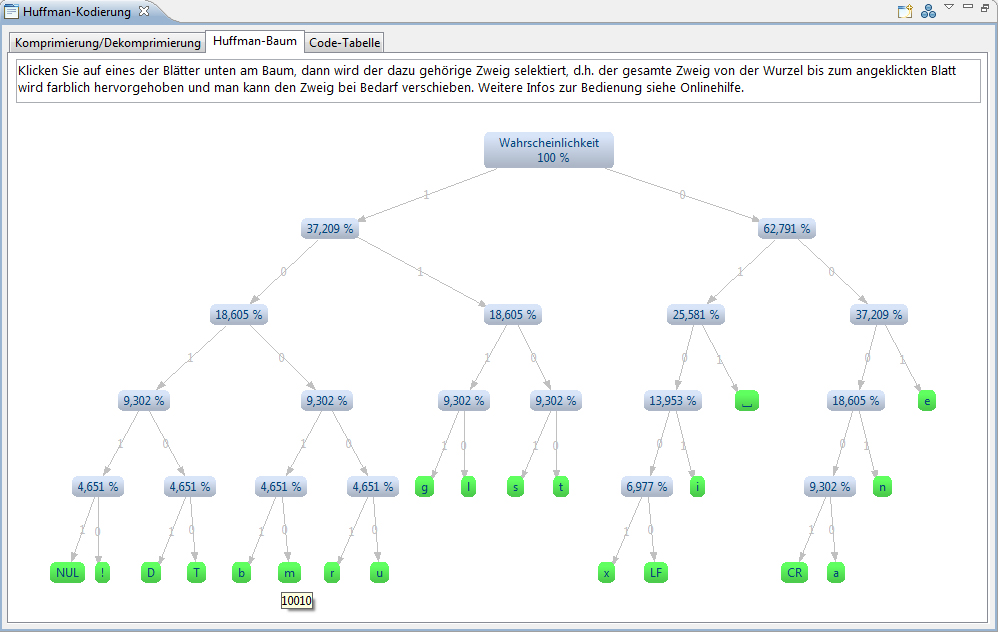 Huffman-Kodierung
Komprimierung/Dekomprimierung Huffman-Baum Code-Tabelle
Klicken Sie auf eines der Blätter unten am Baum, dann wird der dazu gehörige Zweig selektiert, d.h. der gesamte Zweig von der Wurzel bis zum angeklickten Blatt
wird farblich hervorgehoben und man kann den Zweig bei Bedarf verschieben. Weitere Infos zur Bedienung siehe Onlinehilfe.
Wahrscheinlichkeit
100 %
1 0
37,209 % 62,791 %
0 1 1 0
18,605 % 18,605 % 25,581 % 37,209 %
1 0 1 0 0 1 0 1
9,302 % 9,302 % 9,302 % 9,302 % 13,953 % ⎵ 18,605 % e
1 0 1 0 1 0 1 0 0 1 0 1
4,651 % 4,651 % 4,651 % 4,651 % g l s t 6,977 % i 9,302 % n
1 0 1 0 1 0 1 0 1 0 1 0
NUL ! D T b m r u x LF CR a
10010